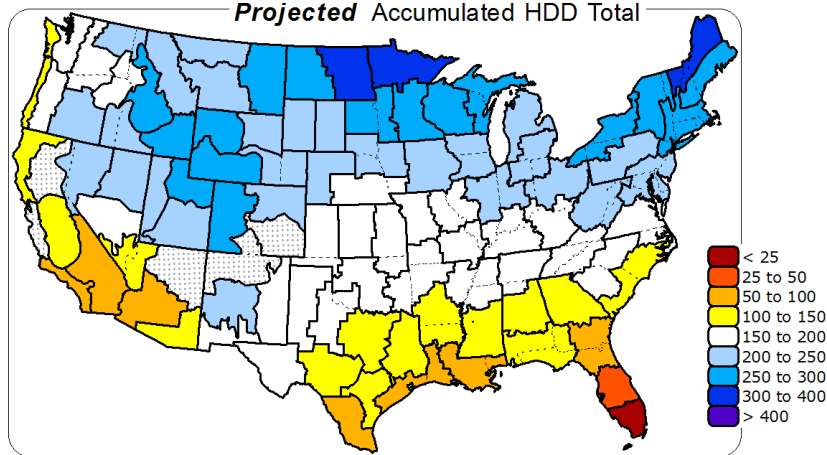 Projected Accumulated HDD Total
< 25
25 to 50
50 to 100
100 to 150
150 to 200
200 to 250
250 to 300
300 to 400
> 400